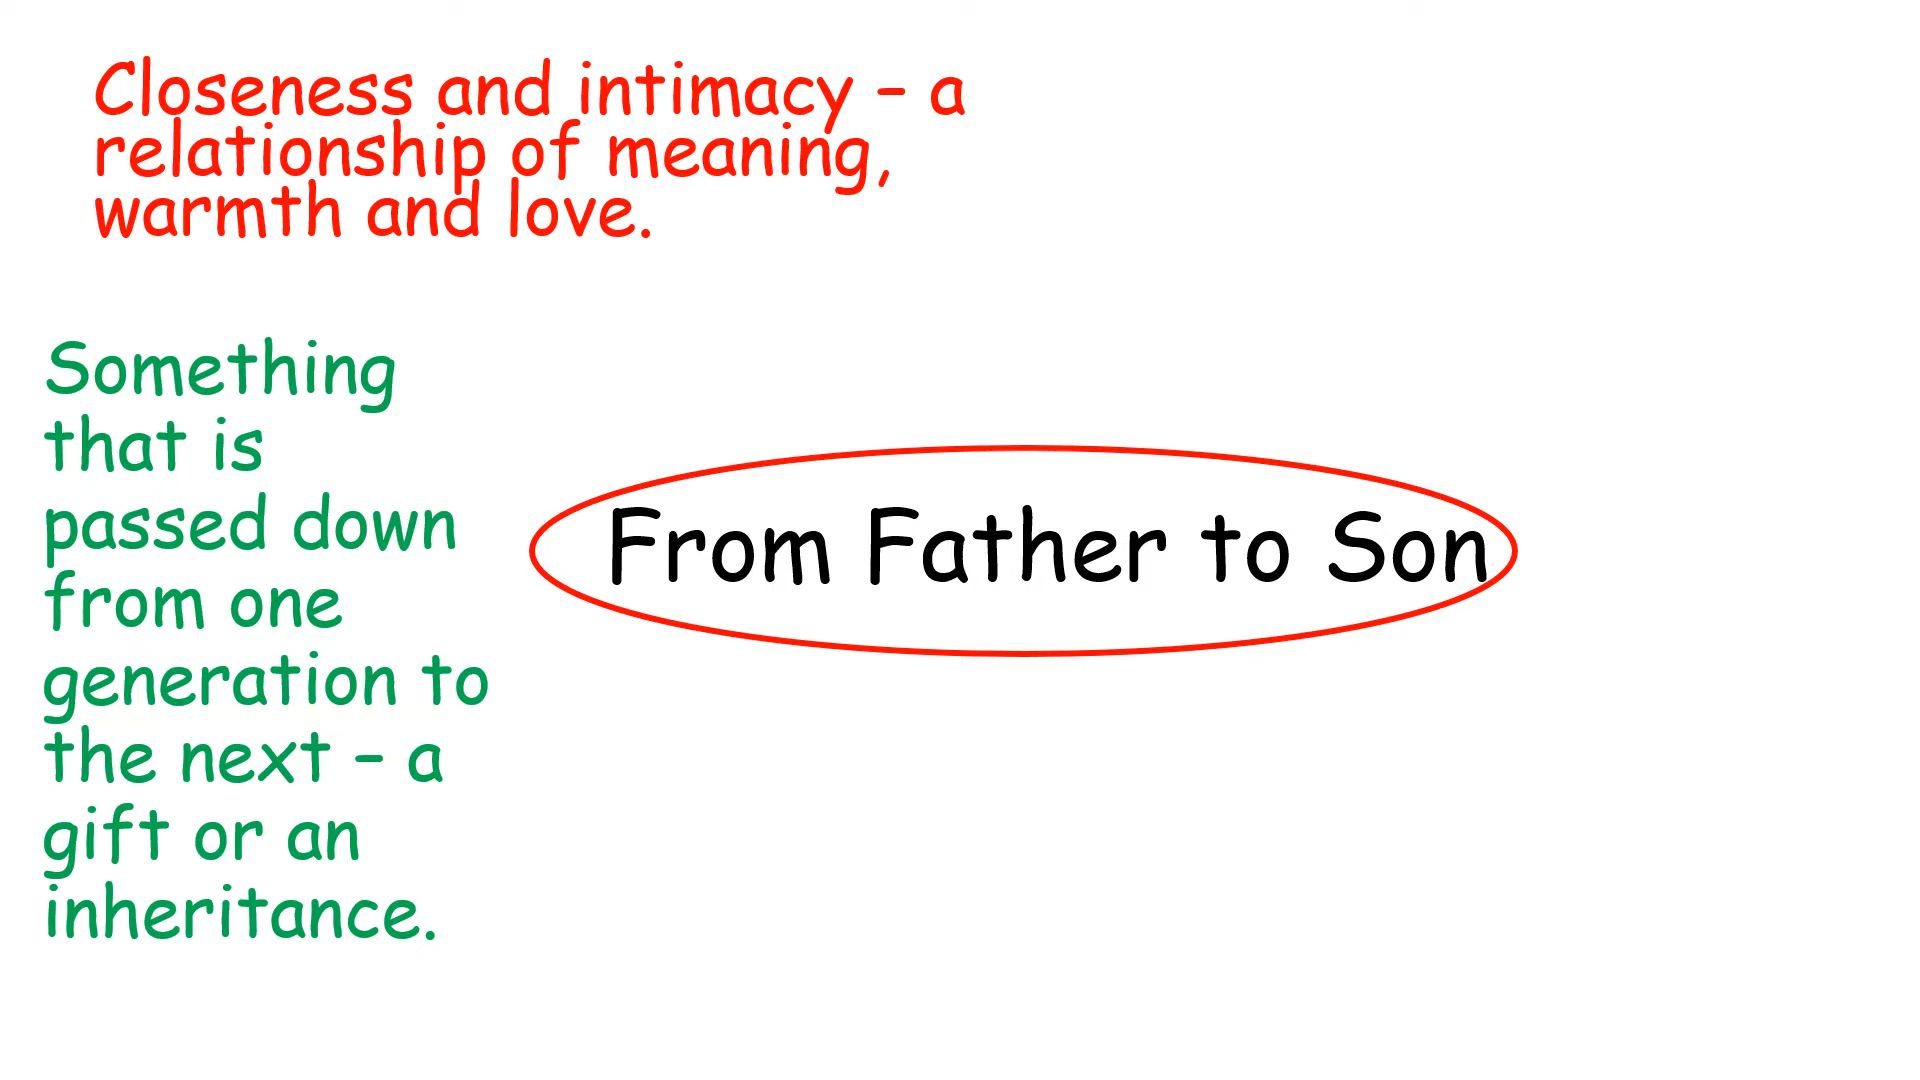 Closeness and intimacy – a
relationship of meaning,
warmth and love.
Something
that is
passed down
from one
generation to
the next – a
gift or an
inheritance.
From Father to Son